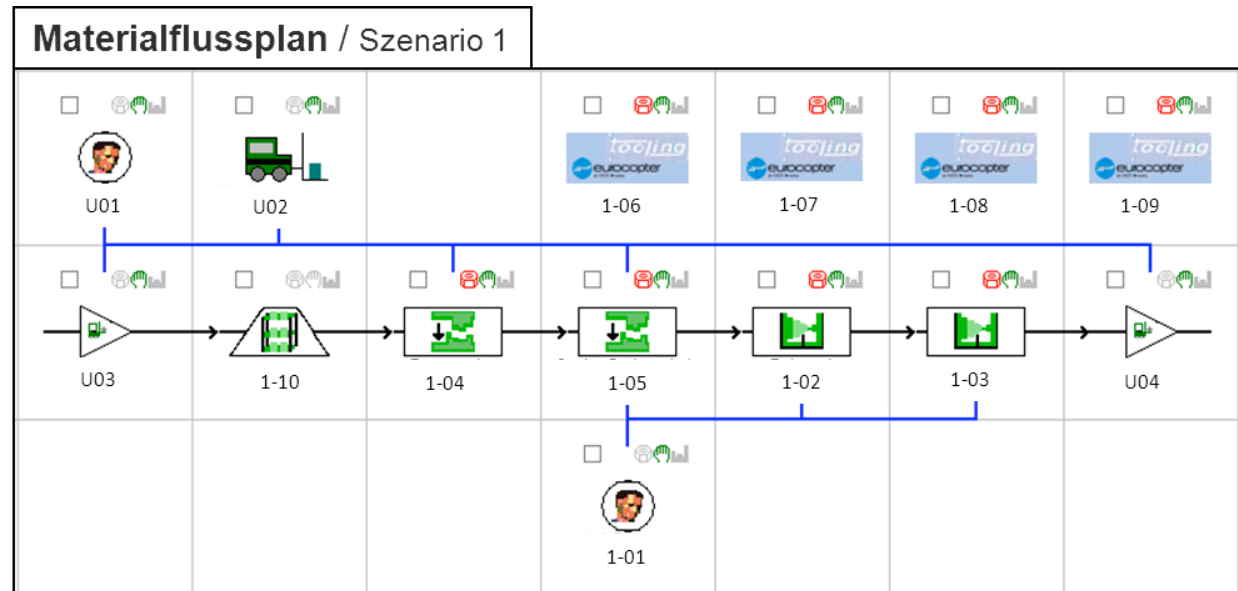 Materialflussplan / Szenario 1
U01
U02
tooling
eurocopter
1-06
tooling
eurocopter
1-07
tooling
eurocopter
1-08
tooling
eurocopter
1-09
U03
1-10
1-04
1-05
1-02
1-03
U04
1-01